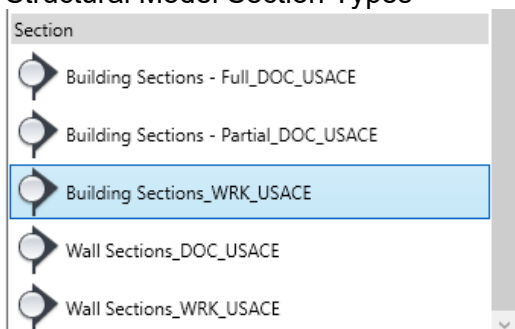 Structural Model Section Types
Section
Building Sections - Full_DOC_USACE
Building Sections - Partial_DOC_USACE
Building Sections_WRK_USACE
Wall Sections_DOC_USACE
Wall Sections_WRK_USACE